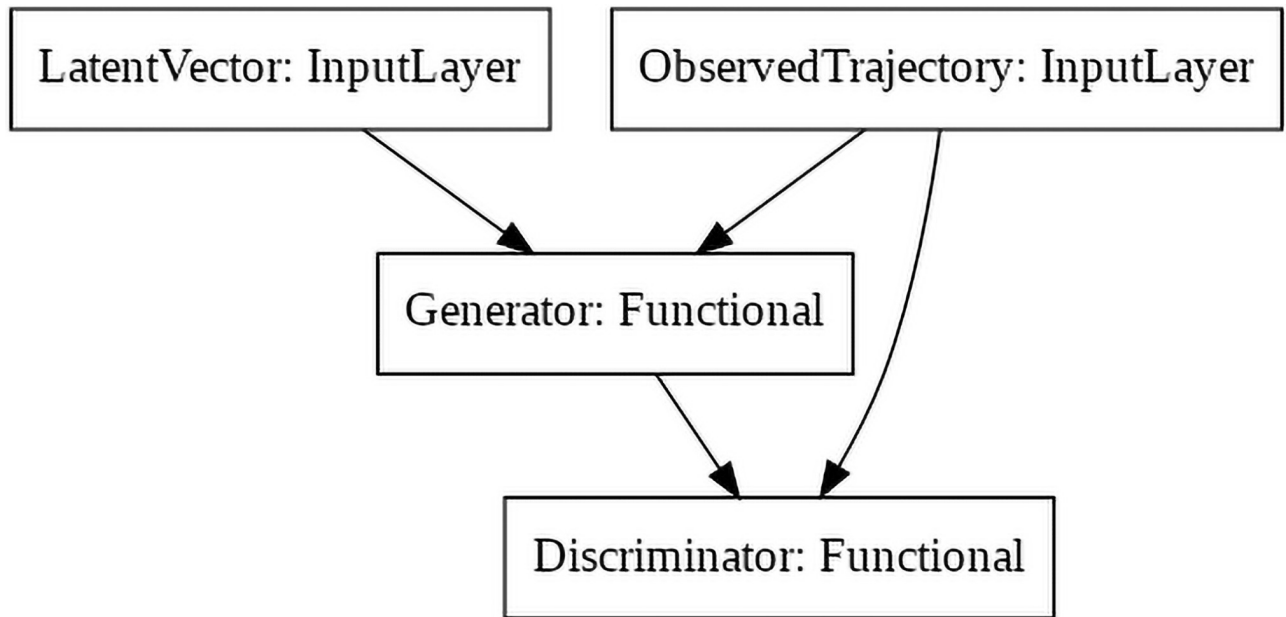 LatentVector: InputLayer
ObservedTrajectory: InputLayer
Generator: Functional
Discriminator: Functional